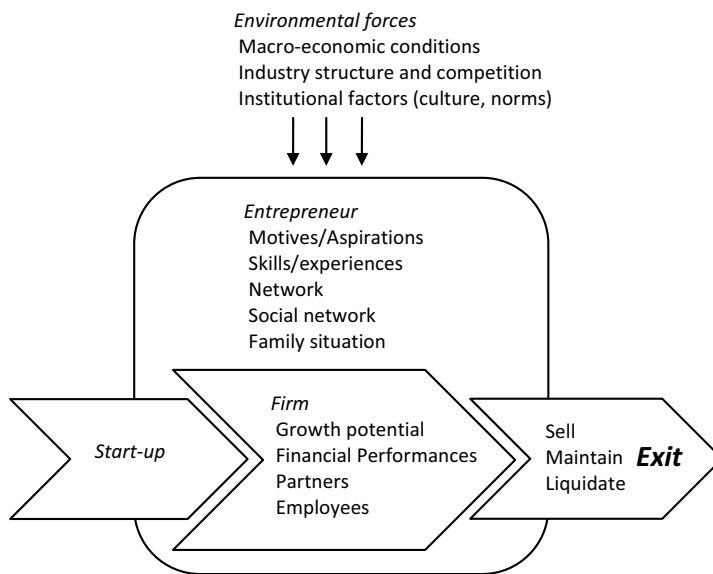 Environmental forces
Macro-economic conditions
Industry structure and competition
Institutional factors (culture, norms)
Entrepreneur
Motives/Aspirations
Skills/experiences
Network
Social network
Family situation
Start-up
Firm
Growth potential
Financial Performances
Partners
Employees
Sell
Maintain
Liquidate
Exit